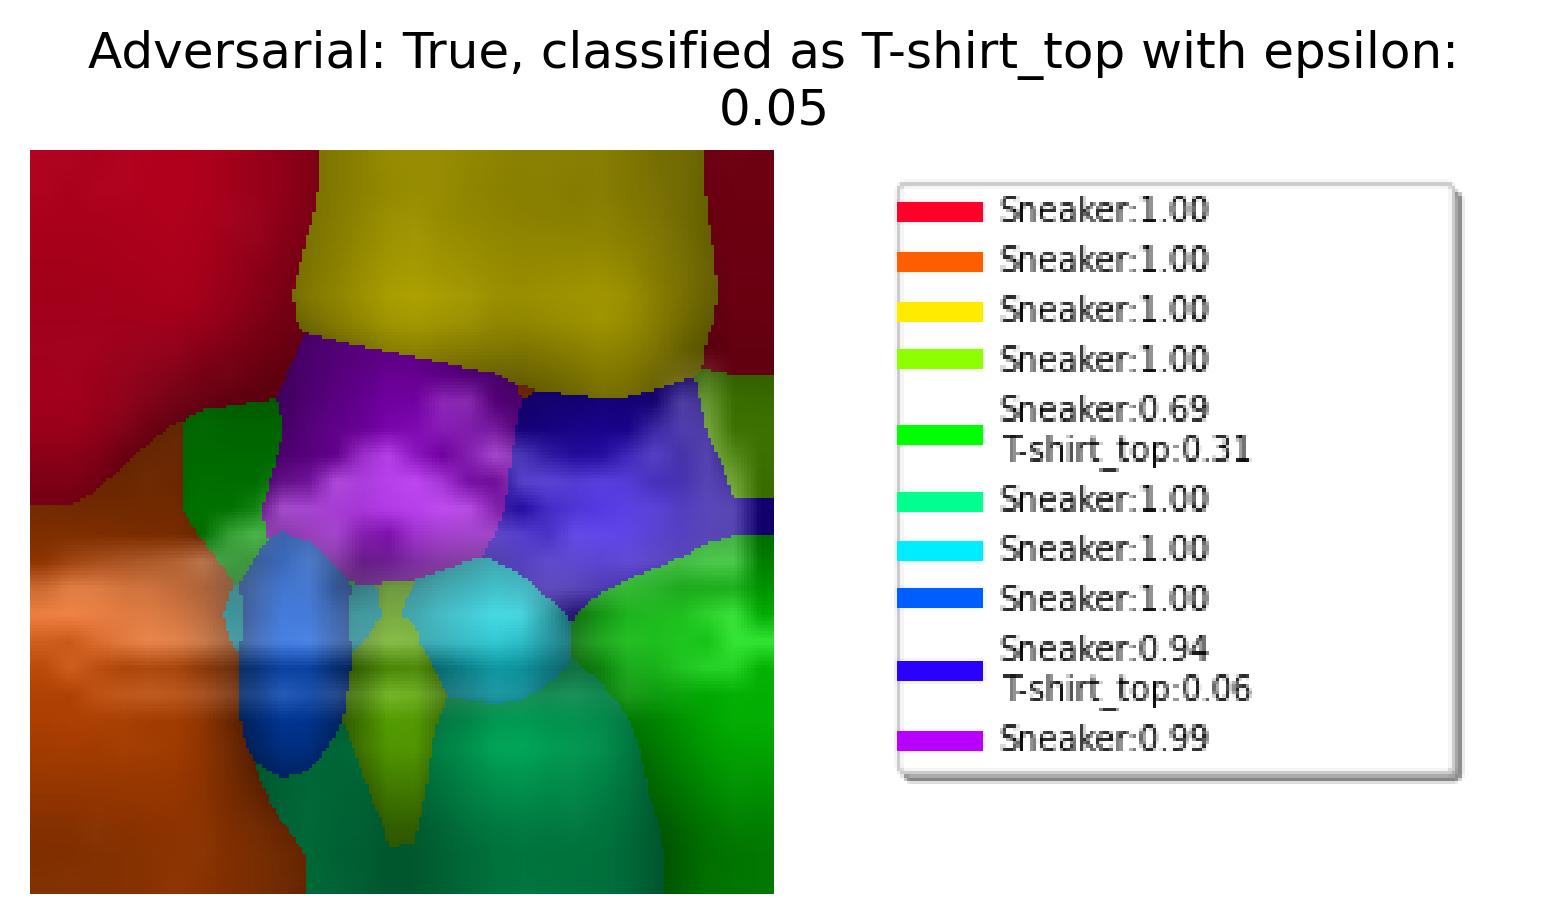 Adversarial: True, classified as T-shirt_top with epsilon:
0.05
Sneaker:1.00
Sneaker:1.00
Sneaker:1.00
Sneaker:1.00
Sneaker:0.69
T-shirt_top:0.31
Sneaker:1.00
Sneaker:1.00
Sneaker:1.00
Sneaker:0.94
T-shirt_top:0.06
Sneaker:0.99